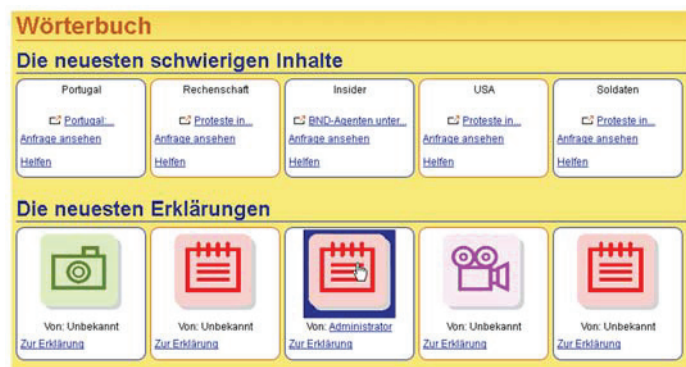 Wörterbuch
Die neuesten schwierigen Inhalte
Portugal Rechenschaft Insider USA Soldaten
Portugal:... Proteste in... BND-Agenten unter... Proteste in... Proteste in...
Anfrage ansehen Anfrage ansehen Anfrage ansehen Anfrage ansehen Anfrage ansehen
Helfen Helfen Helfen Helfen Helfen
Die neuesten Erklärungen
Von: Unbekannt Von: Unbekannt Von: Administrator Von: Unbekannt Von: Unbekannt
Zur Erklärung Zur Erklärung Zur Erklärung Zur Erklärung Zur Erklärung